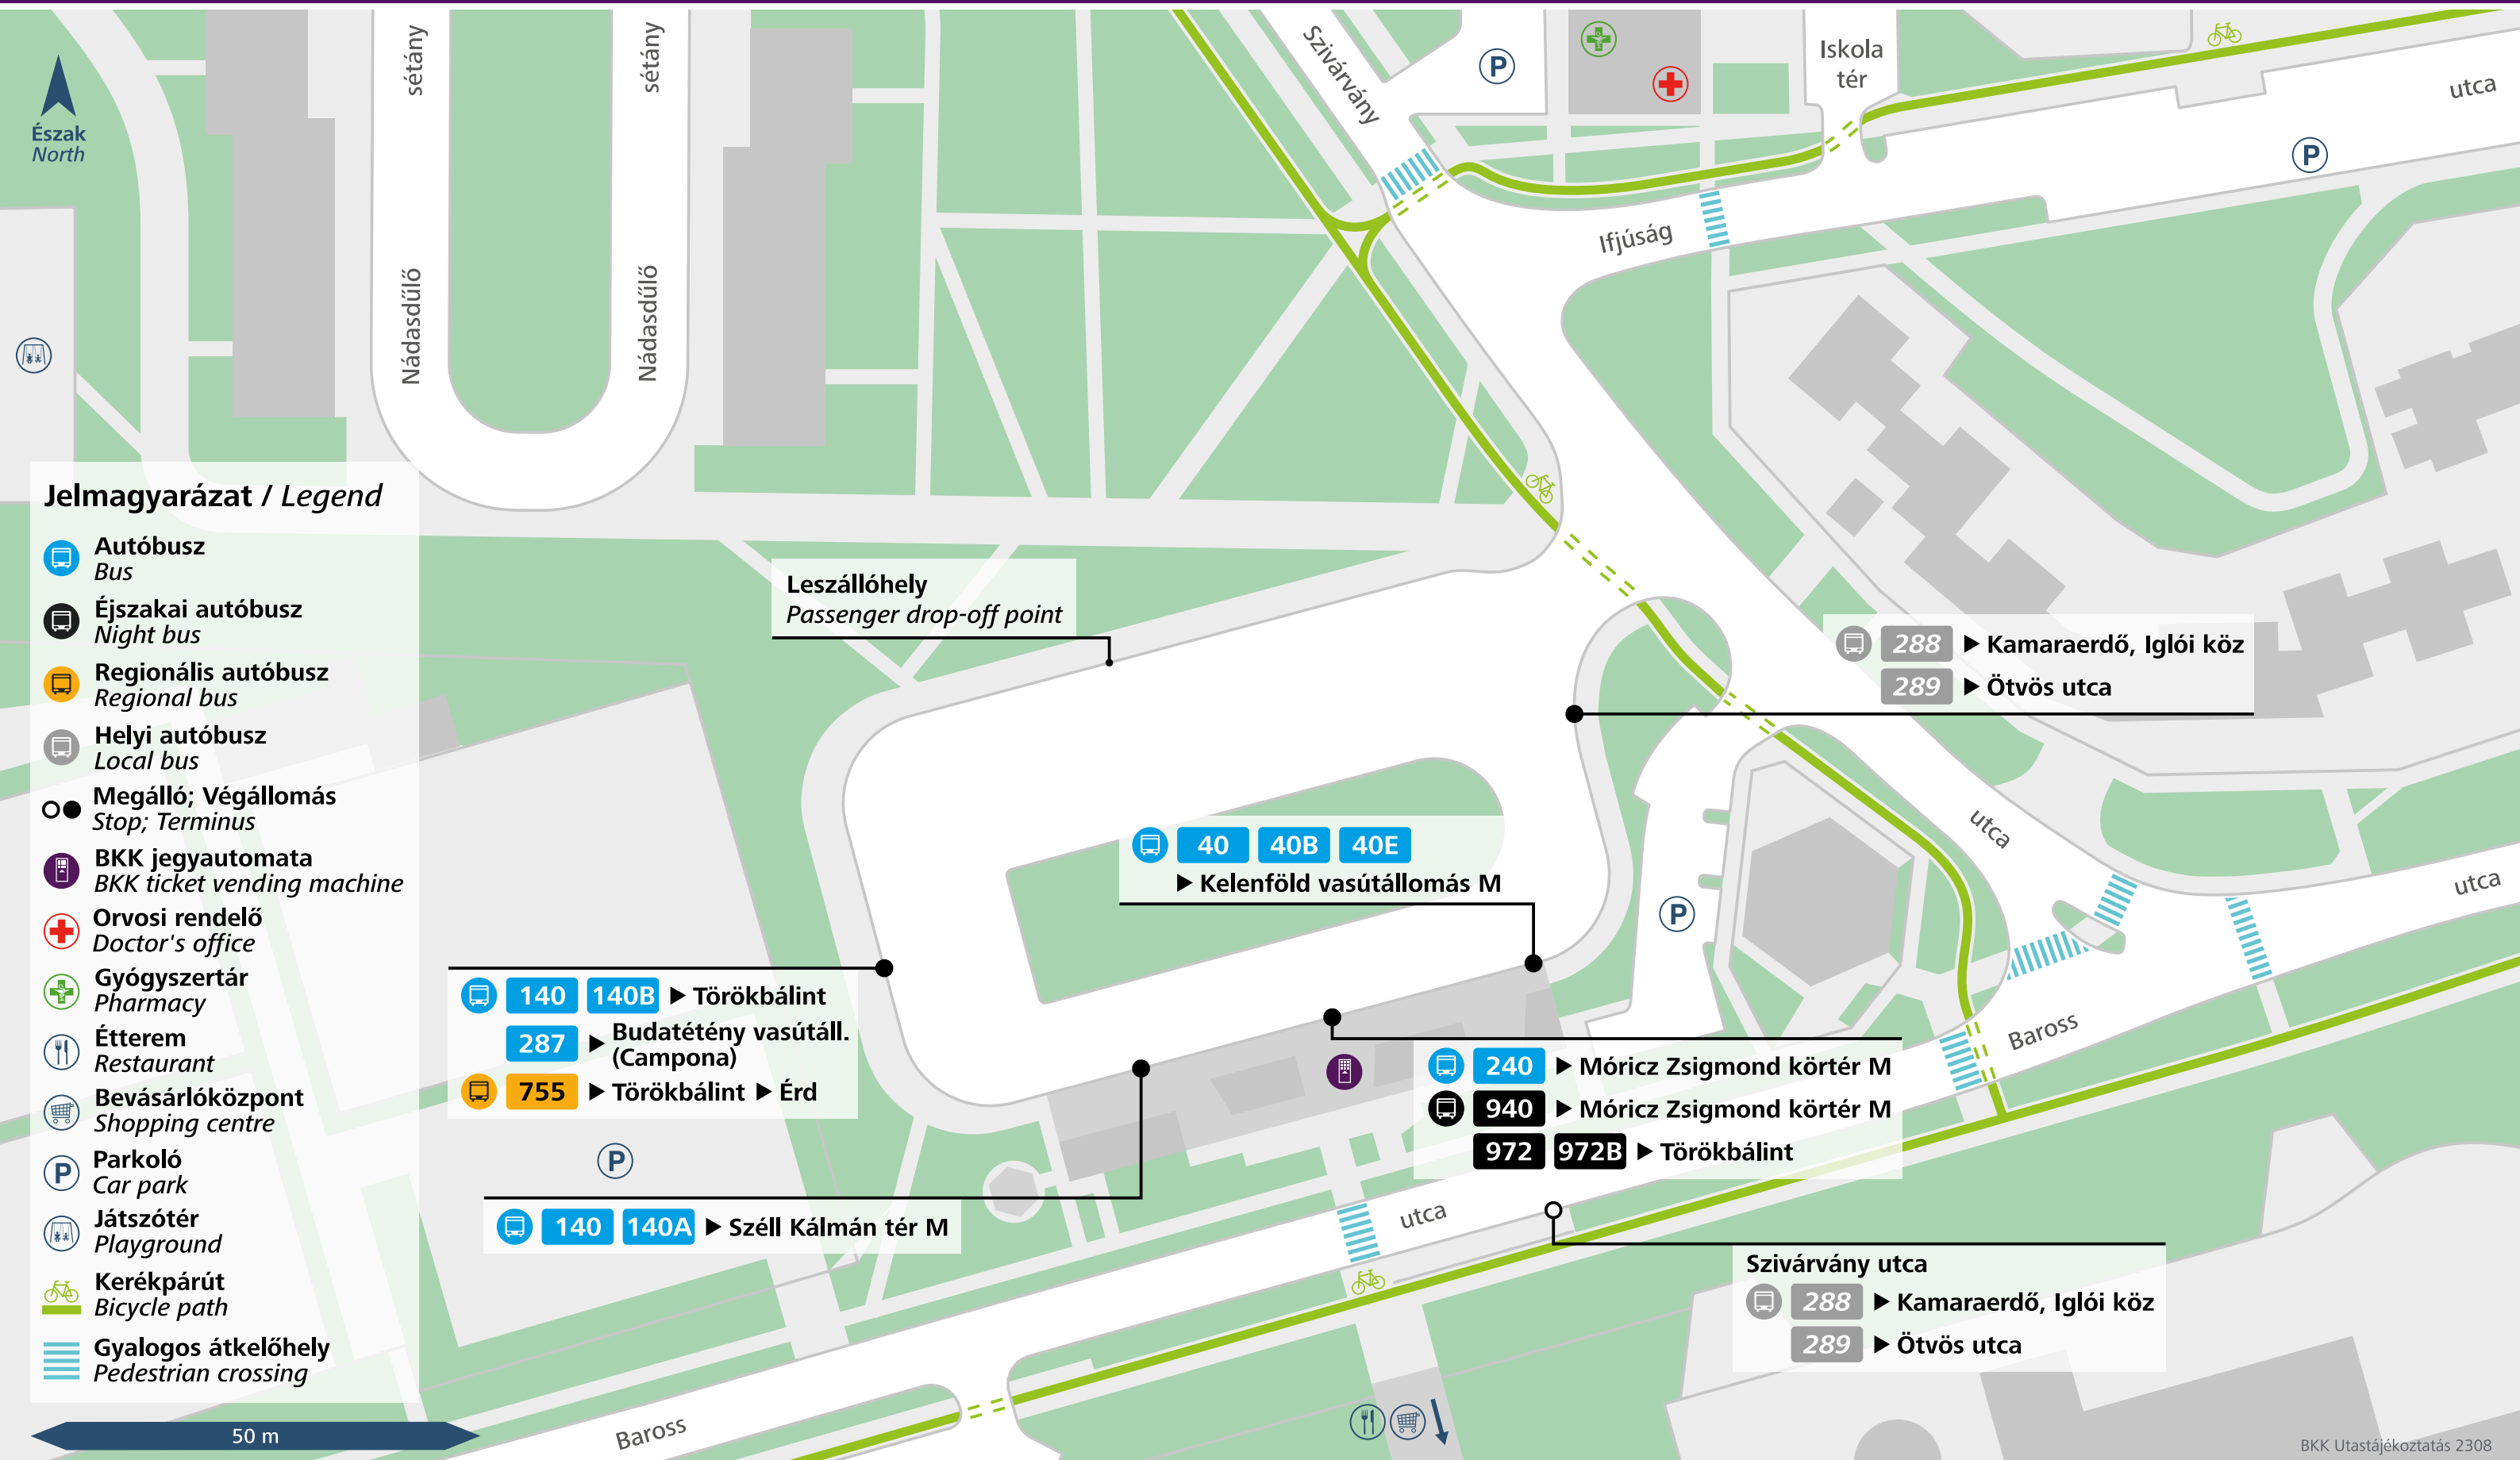 Észak
North
sétány
sétány
Nádasdűlő
Nádasdűlő
Szivárvány
P
Iskola
tér
utca
P
Ifjúság
Jelmagyarázat / Legend
Autóbusz
Bus
Éjszakai autóbusz
Night bus
Regionális autóbusz
Regional bus
Helyi autóbusz
Local bus
Megálló; Végállomás
Stop; Terminus
BKK jegyautomata
BKK ticket vending machine
Orvosi rendelő
Doctor's office
Gyógyszertár
Pharmacy
Étterem
Restaurant
Bevásárlóközpont
Shopping centre
P
Parkoló
Car park
Játszótér
Playground
Kerékpárút
Bicycle path
Gyalogos átkelőhely
Pedestrian crossing
50 m
Leszállóhely
Passenger drop-off point
288 ▶ Kamaraerdő, Iglói köz
289 ▶ Ötvös utca
utca
utca
40 40B 40E
▶ Kelenföld vasútállomás M
P
140 140B ▶ Törökbálint
287 ▶ Budatétény vasútáll.
(Campona)
755 ▶ Törökbálint ▶ Érd
P
140 140A ▶ Széll Kálmán tér M
Baross
240 ▶ Móricz Zsigmond körtér M
940 ▶ Móricz Zsigmond körtér M
972 972B ▶ Törökbálint
utca
Szivárvány utca
288 ▶ Kamaraerdő, Iglói köz
289 ▶ Ötvös utca
Baross
BKK Utastájékoztatás 2308